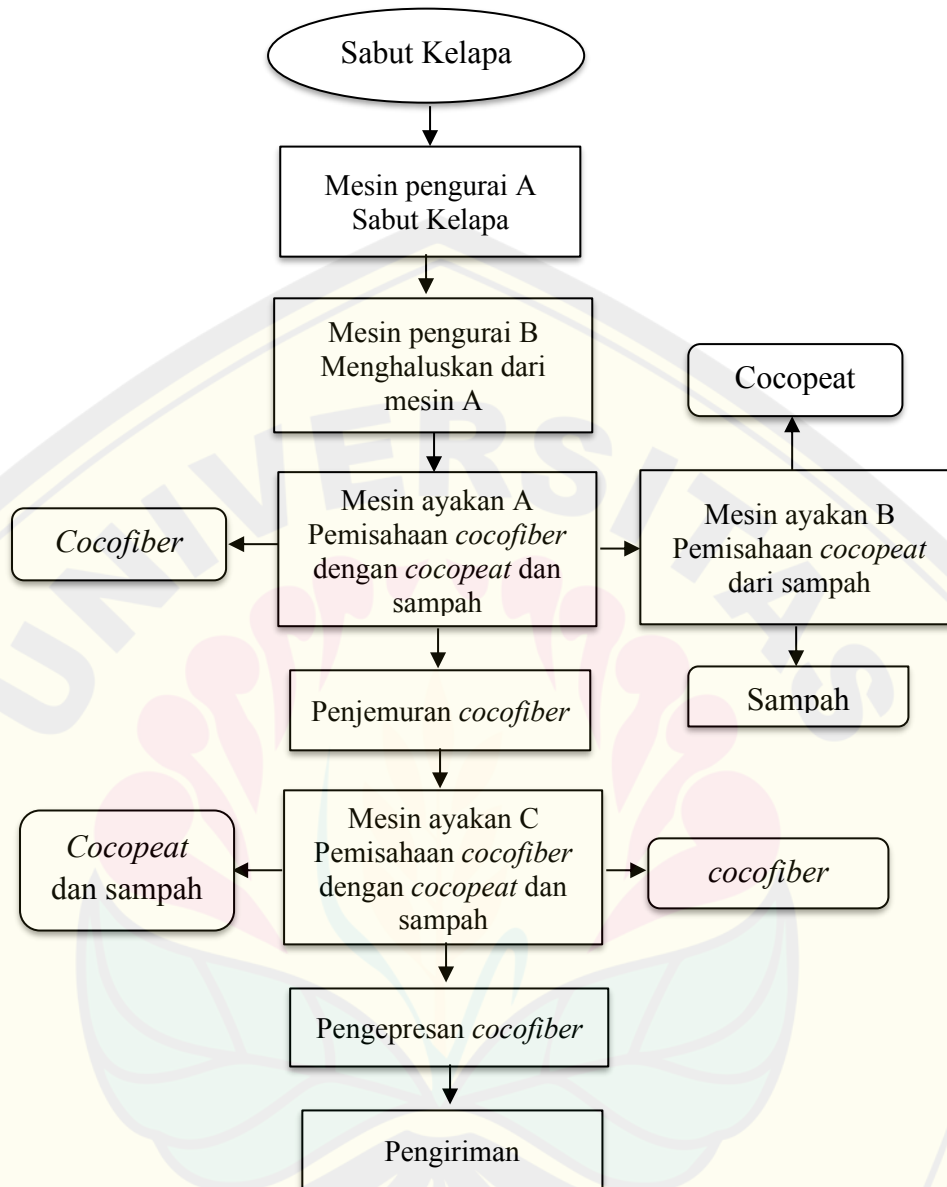 Sabut Kelapa
Mesin pengurai A
Sabut Kelapa
Mesin pengurai B
Menghaluskan dari
mesin A
Cocopeat
Mesin ayakan A
Pemisahaan cocofiber
dengan cocopeat dan
sampah
Cocofiber
Mesin ayakan B
Pemisahaan cocopeat
dari sampah
Sampah
Penjemuran cocofiber
Mesin ayakan C
Pemisahaan cocofiber
dengan cocopeat dan
sampah
Cocopeat
dan sampah
cocofiber
Pengepresan cocofiber
Pengiriman
UNIVERSITAS